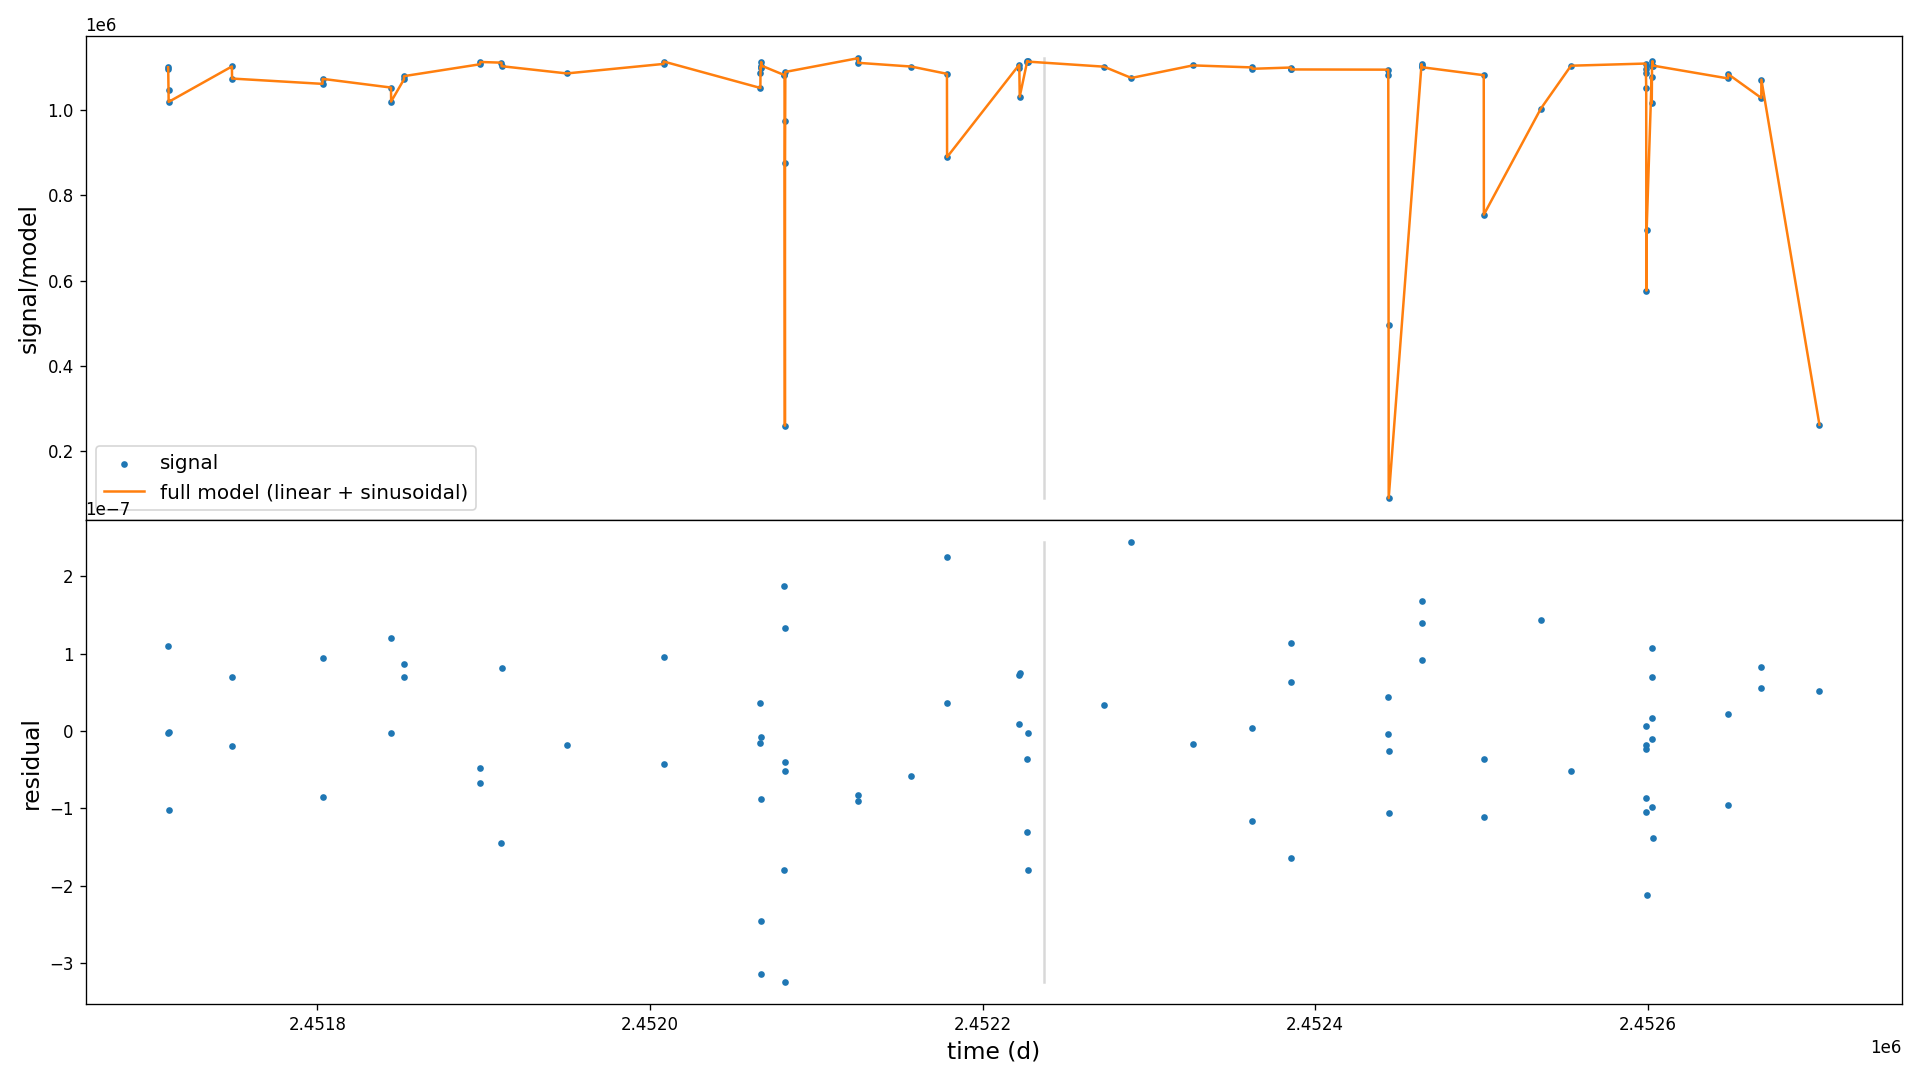 1e6
1.0
0.8
0.6
0.4
0.2
signal/model
signal
full model (linear + sinusoidal)
1e−7
2
1
0
−1
−2
−3
residual
2.4518
2.4520
2.4522
2.4524
2.4526
time (d)
1e6